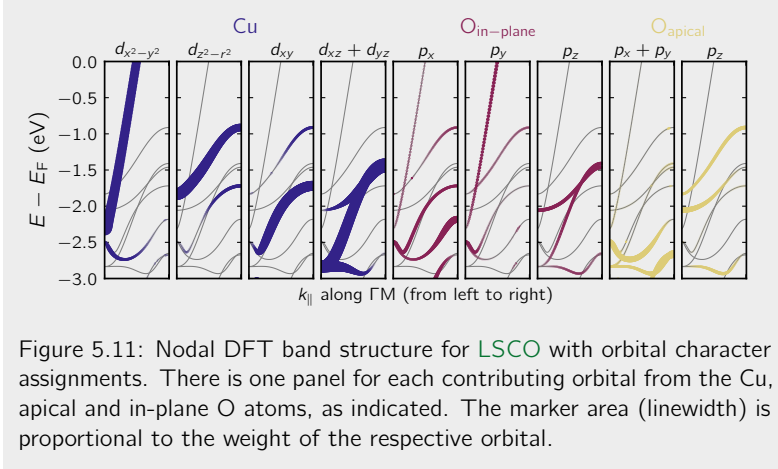 Cu O_in−plane O_apical
d_x²−y² d_z²−r² d_xy d_xz + d_yz p_x p_y p_z p_x + p_y p_z
0.0
−0.5
−1.0
−1.5
−2.0
−2.5
−3.0
E − E_F (eV)
k_∥ along ΓM (from left to right)
Figure 5.11: Nodal DFT band structure for LSCO with orbital character
assignments. There is one panel for each contributing orbital from the Cu,
apical and in-plane O atoms, as indicated. The marker area (linewidth) is
proportional to the weight of the respective orbital.